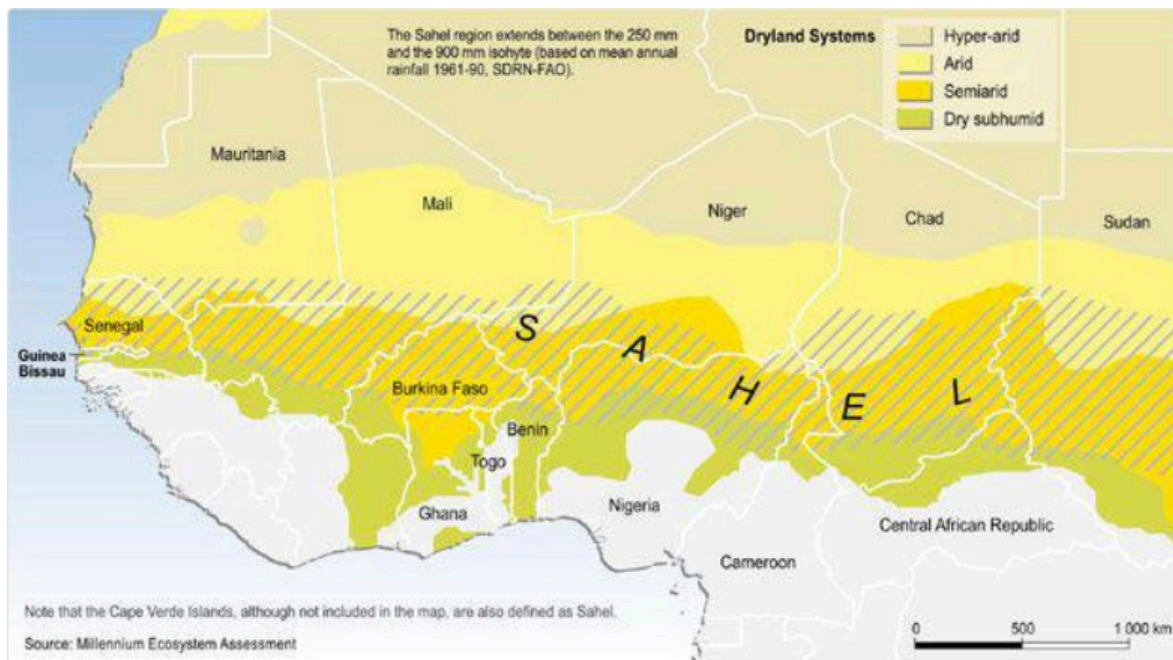 The Sahel region extends between the 250 mm
and the 900 mm isohyte (based on mean annual
rainfall 1961-90, SDRN-FAO).
Dryland Systems
Hyper-arid
Arid
Semiarid
Dry subhumid
Mauritania
Mali
Niger
Chad
Sudan
Senegal
Guinea
Bissau
SAHEL
Burkina Faso
Benin
Togo
Ghana
Nigeria
Cameroon
Central African Republic
Note that the Cape Verde Islands, although not included in the map, are also defined as Sahel.
Source: Millennium Ecosystem Assessment
0 500 1 000 km